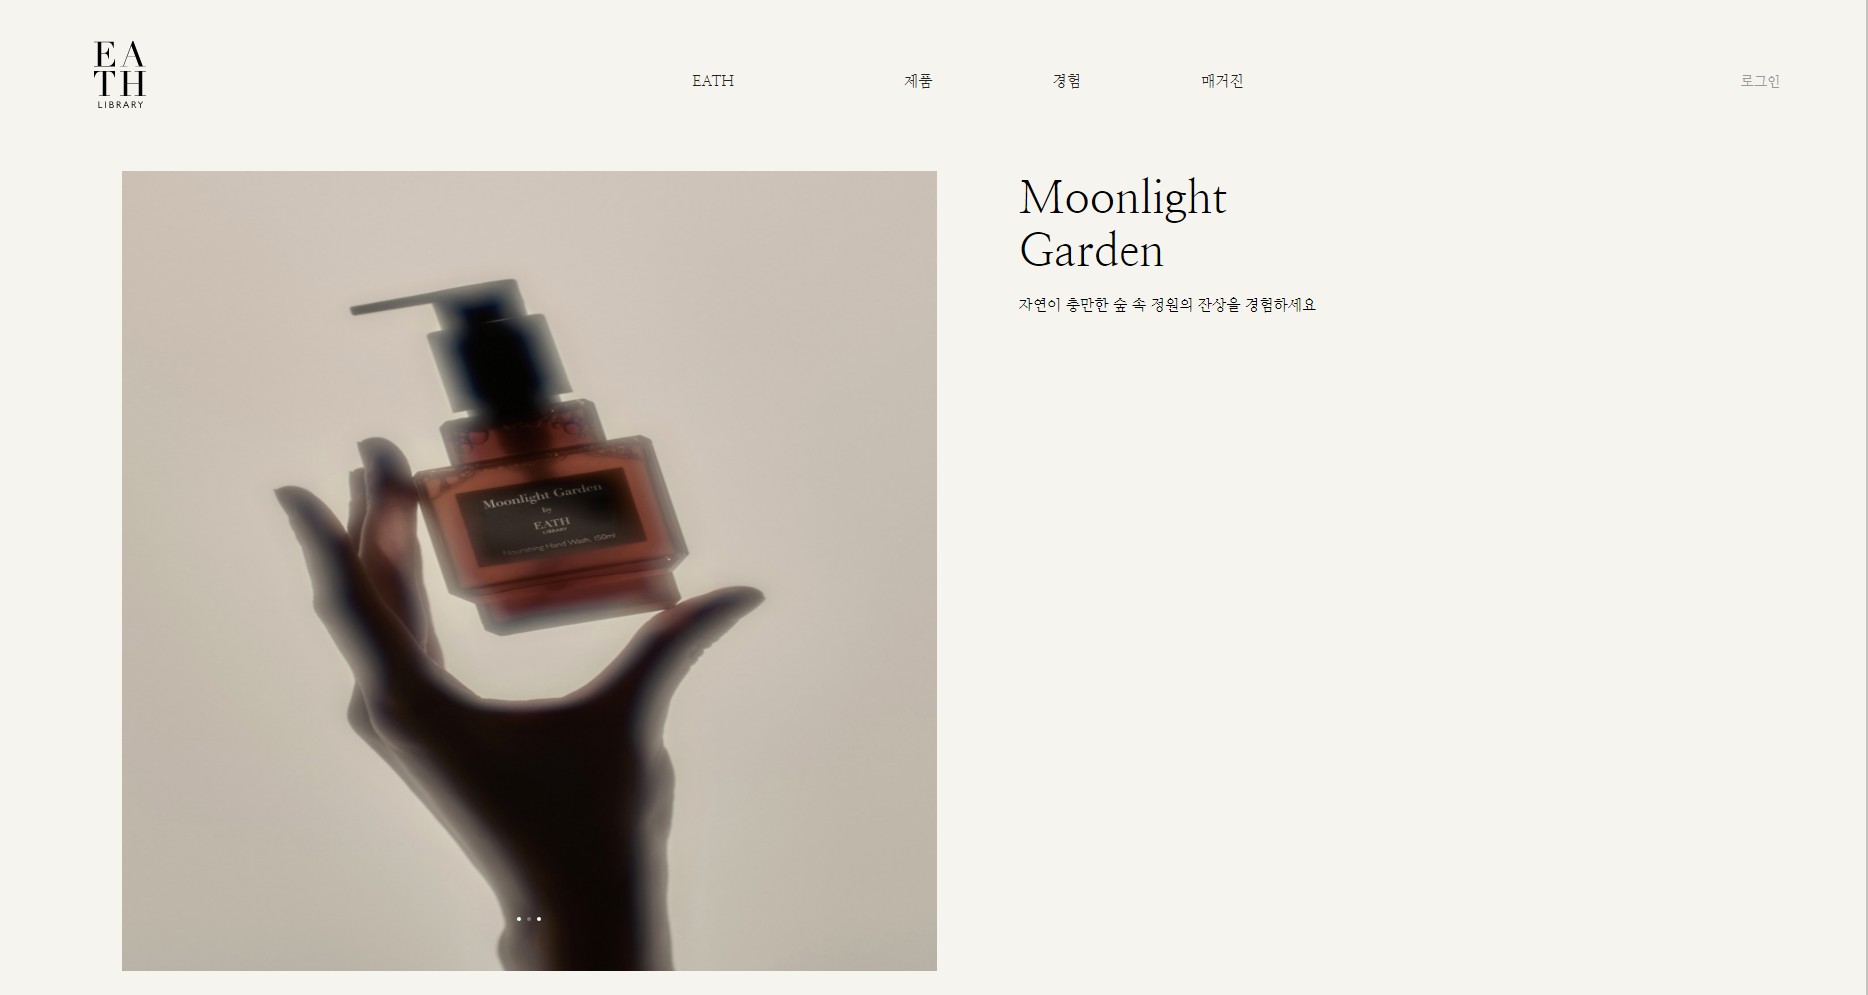 EA
TH
LIBRARY
EATH
제품
경험
매거진
로그인
Moonlight
Garden
자연이 충만한 숲 속 정원의 잔상을 경험하세요
Moonlight Garden
by
EATH
LIBRARY
Nourishing Hand Wash, 150ml